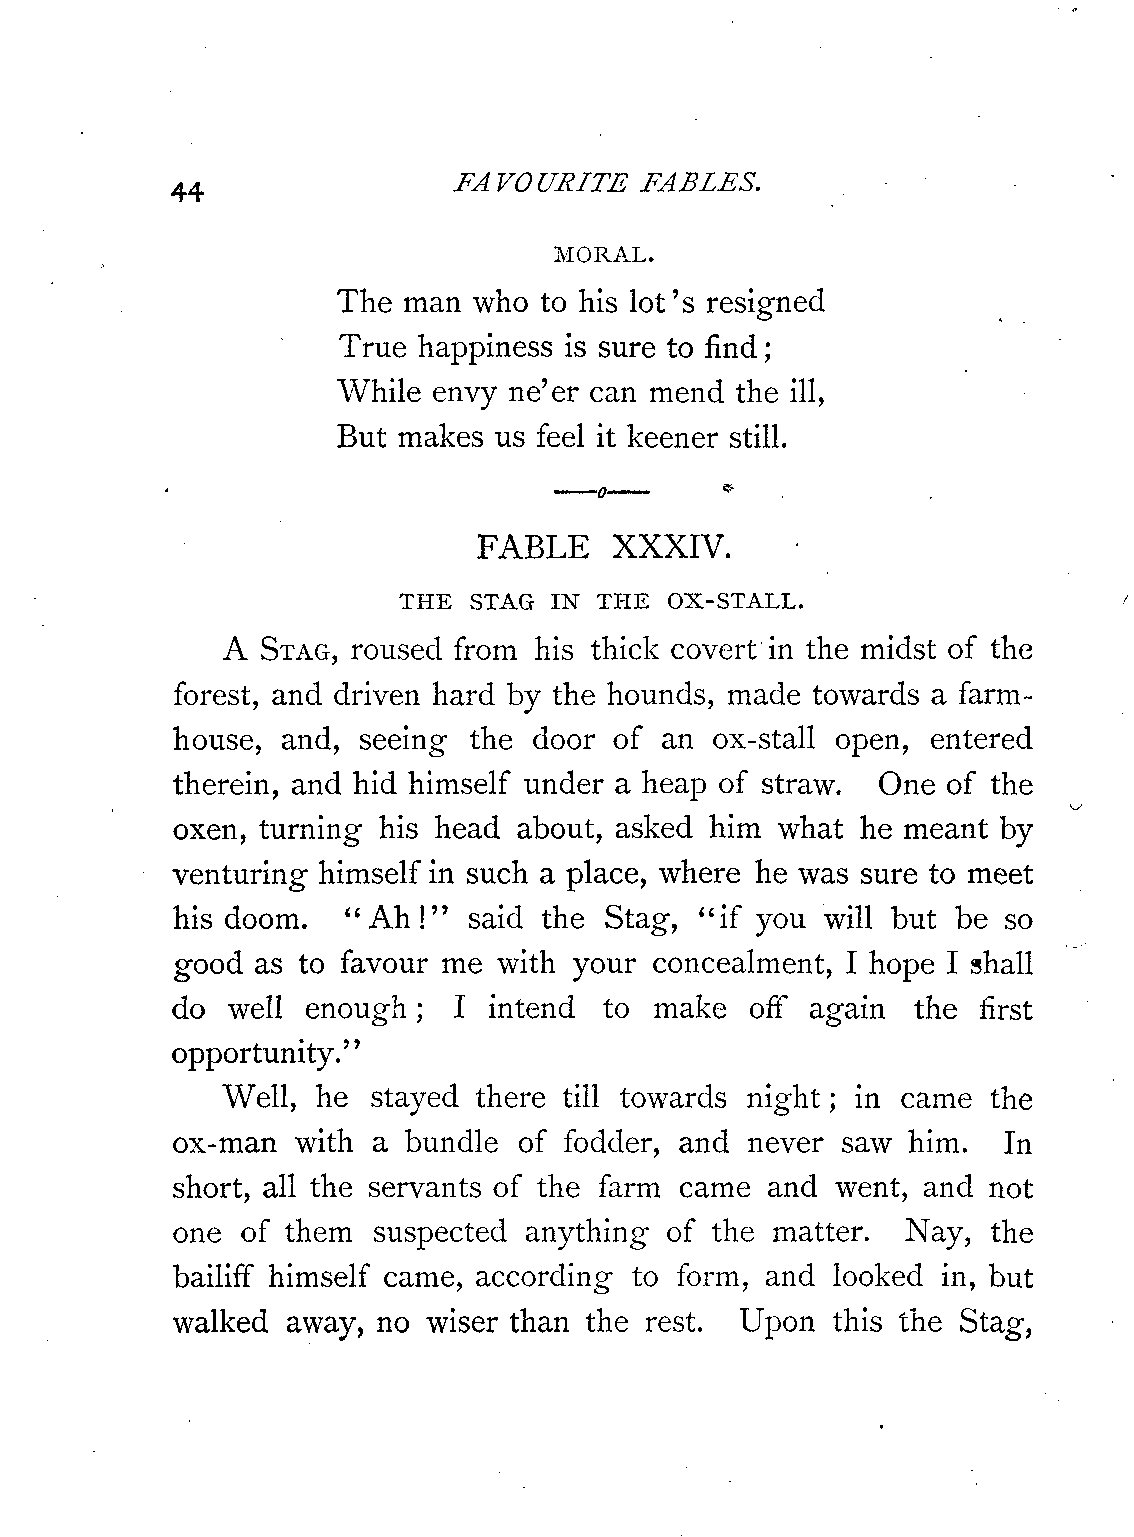 44 FAVOURITE FABLES.
MORAL.
The man who to his lot's resigned
True happiness is sure to find;
While envy ne'er can mend the ill,
But makes us feel it keener still.
——o——
FABLE XXXIV.
THE STAG IN THE OX-STALL.
A STAG, roused from his thick covert in the midst of the
forest, and driven hard by the hounds, made towards a farm-
house, and, seeing the door of an ox-stall open, entered
therein, and hid himself under a heap of straw. One of the
oxen, turning his head about, asked him what he meant by
venturing himself in such a place, where he was sure to meet
his doom. "Ah!" said the Stag, "if you will but be so
good as to favour me with your concealment, I hope I shall
do well enough; I intend to make off again the first
opportunity."
Well, he stayed there till towards night; in came the
ox-man with a bundle of fodder, and never saw him. In
short, all the servants of the farm came and went, and not
one of them suspected anything of the matter. Nay, the
bailiff himself came, according to form, and looked in, but
walked away, no wiser than the rest. Upon this the Stag,